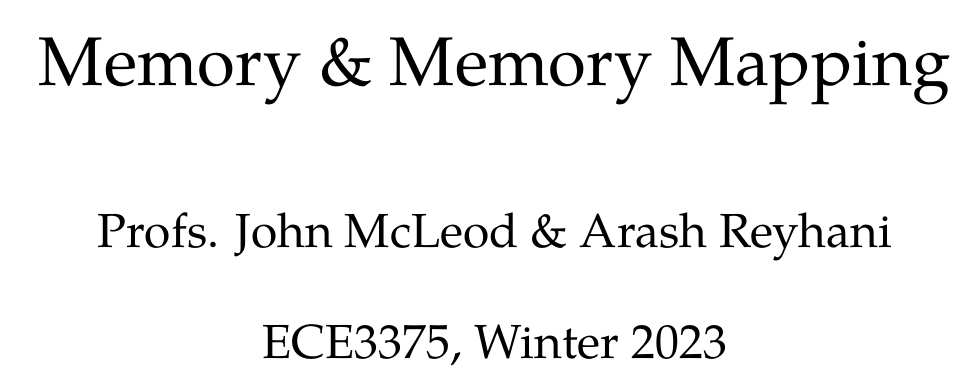 Memory & Memory Mapping
Profs. John McLeod & Arash Reyhani
ECE3375, Winter 2023